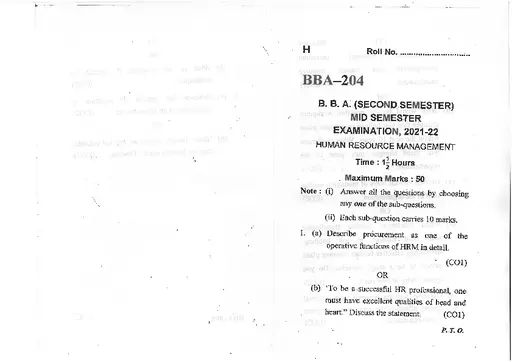 H Roll No. ..............................
BBA–204
B. B. A. (SECOND SEMESTER)
MID SEMESTER
EXAMINATION, 2021-22
HUMAN RESOURCE MANAGEMENT
Time : 1½ Hours
Maximum Marks : 50
Note : (i) Answer all the questions by choosing
any one of the sub-questions.
(ii) Each sub-question carries 10 marks.
1. (a) Describe procurement as one of the
operative functions of HRM in detail.
(CO1)
OR
(b) "To be a successful HR professional, one
must have excellent qualities of head and
heart." Discuss the statement. (CO1)
P. T. O.